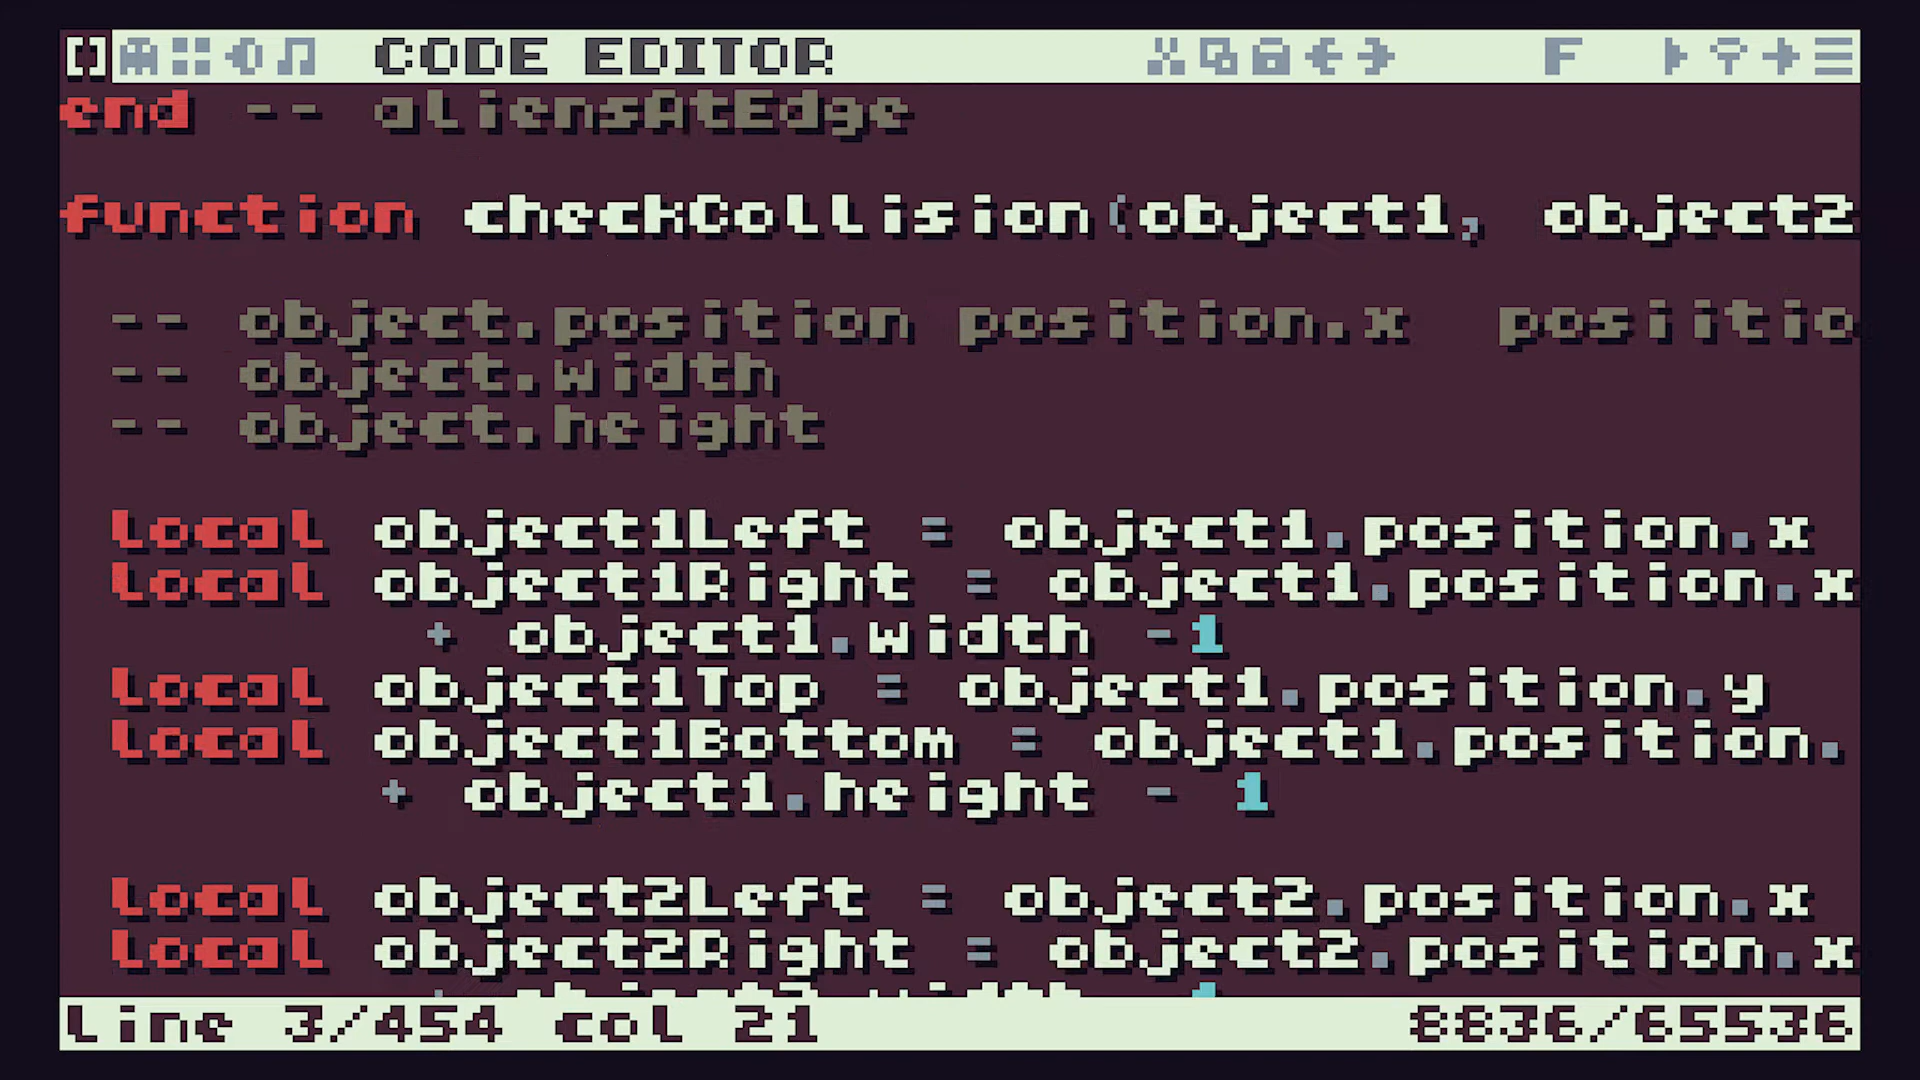 CODE EDITOR F
end -- aliensAtEdge
function checkCollision(object1, object2
-- object.position position.x posiitio
-- object.width
-- object.height
local object1Left = object1.position.x
local object1Right = object1.position.x
+ object1.width -1
local object1Top = object1.position.y
local object1Bottom = object1.position.
+ object1.height - 1
local object2Left = object2.position.x
local object2Right = object2.position.x
line 3/454 col 21 8836/65536